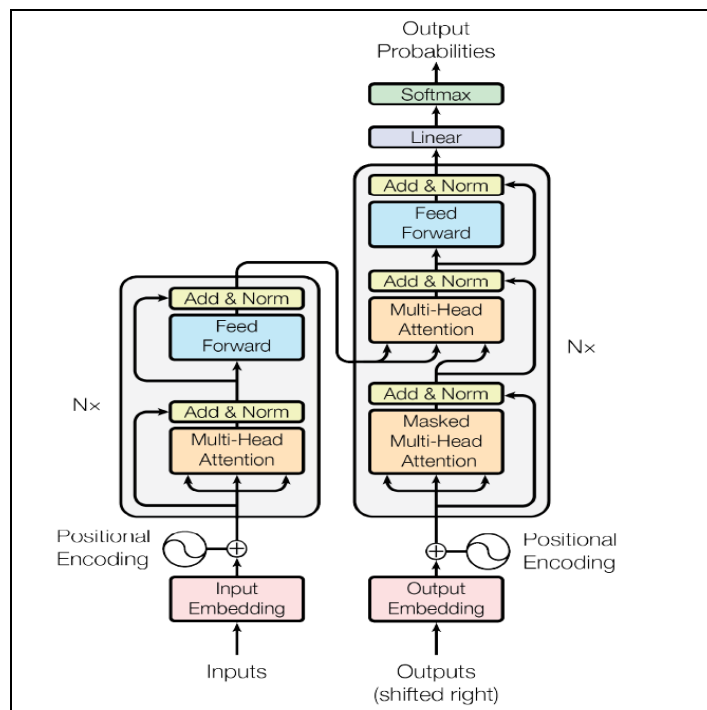 Output
Probabilities
Softmax
Linear
Add & Norm
Feed
Forward
Add & Norm
Multi-Head
Attention
Add & Norm
Masked
Multi-Head
Attention
Nx
Add & Norm
Feed
Forward
Add & Norm
Multi-Head
Attention
Nx
Positional
Encoding
Positional
Encoding
Input
Embedding
Output
Embedding
Inputs
Outputs
(shifted right)